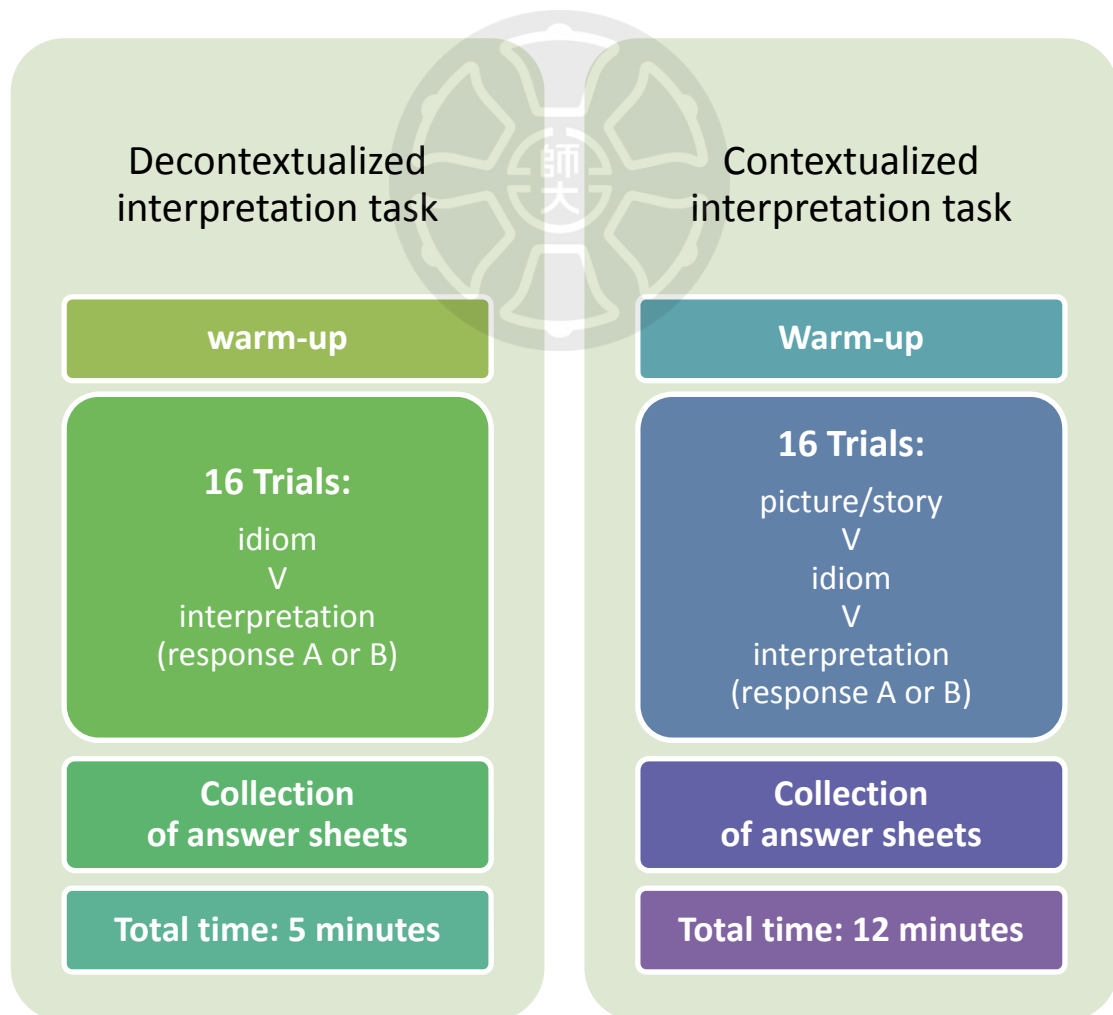 Decontextualized
interpretation task
warm-up
16 Trials:
idiom
V
interpretation
(response A or B)
Collection
of answer sheets
Total time: 5 minutes
師大
Contextualized
interpretation task
Warm-up
16 Trials:
picture/story
V
idiom
V
interpretation
(response A or B)
Collection
of answer sheets
Total time: 12 minutes